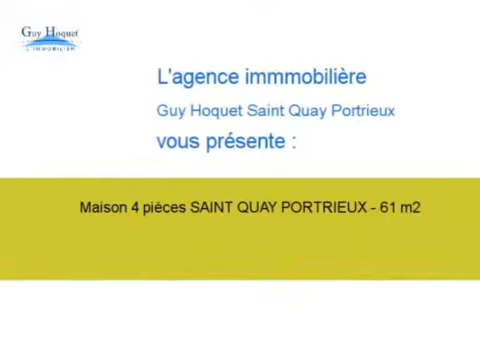 Guy Hoquet
L'IMMOBILIER
L'agence immmobilière
Guy Hoquet Saint Quay Portrieux
vous présente :
Maison 4 pièces SAINT QUAY PORTRIEUX - 61 m2